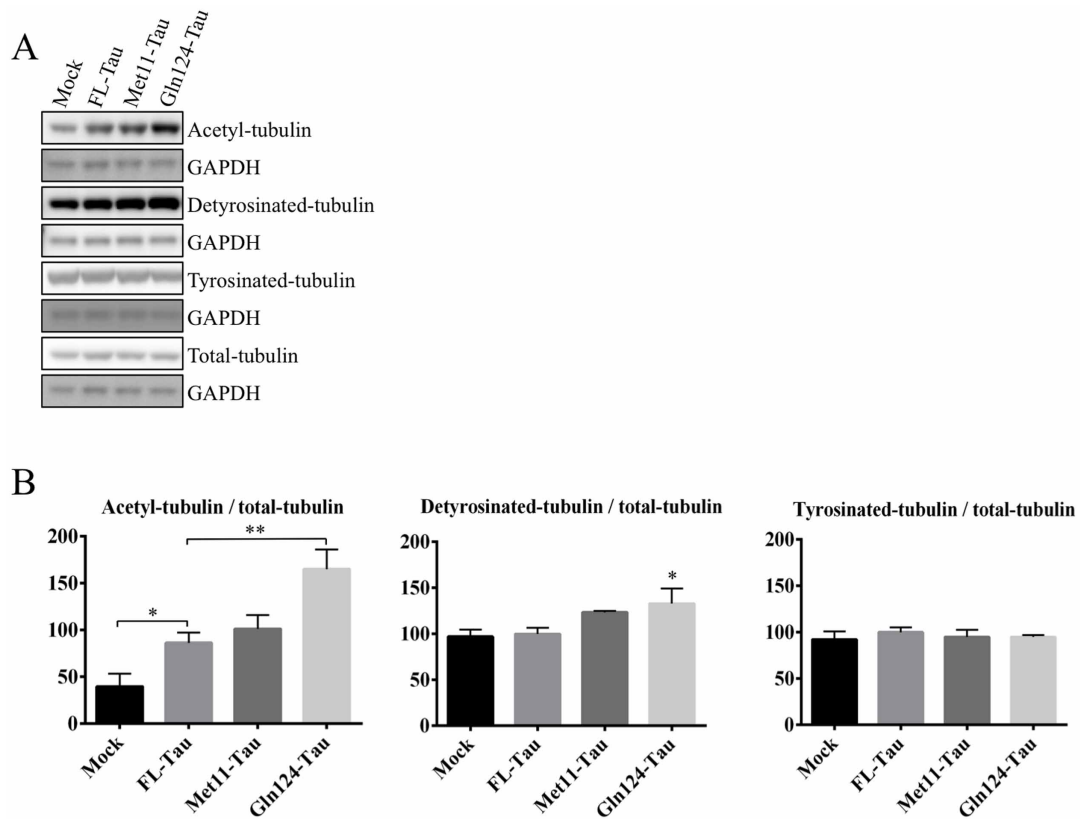 A
Mock FL-Tau Met11-Tau Gln124-Tau
Acetyl-tubulin
GAPDH
Detyrosinated-tubulin
GAPDH
Tyrosinated-tubulin
GAPDH
Total-tubulin
GAPDH
B
Acetyl-tubulin / total-tubulin
200
150
100
50
0
*
**
Mock FL-Tau Met11-Tau Gln124-Tau
Detyrosinated-tubulin / total-tubulin
200
150
100
50
0
*
Mock FL-Tau Met11-Tau Gln124-Tau
Tyrosinated-tubulin / total-tubulin
200
150
100
50
0
Mock FL-Tau Met11-Tau Gln124-Tau